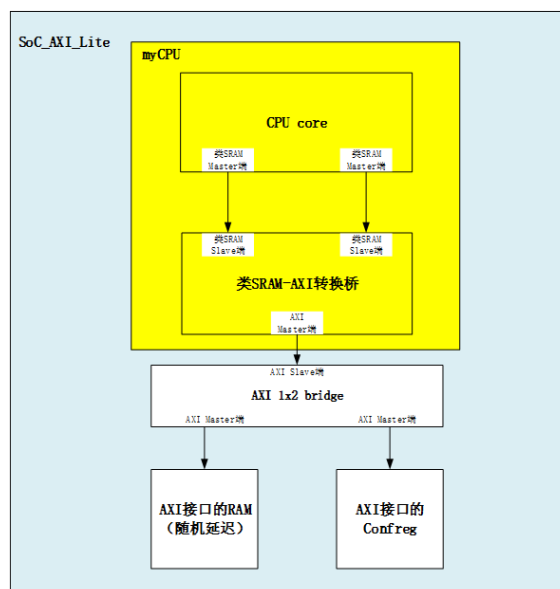 SoC_AXI_Lite
myCPU
CPU core
类SRAM
Master端
类SRAM
Master端
类SRAM
Slave端
类SRAM
Slave端
类SRAM-AXI转换桥
AXI
Master端
AXI Slave端
AXI 1x2 bridge
AXI Master端
AXI Master端
AXI接口的RAM
（随机延迟）
AXI接口的
Confreg